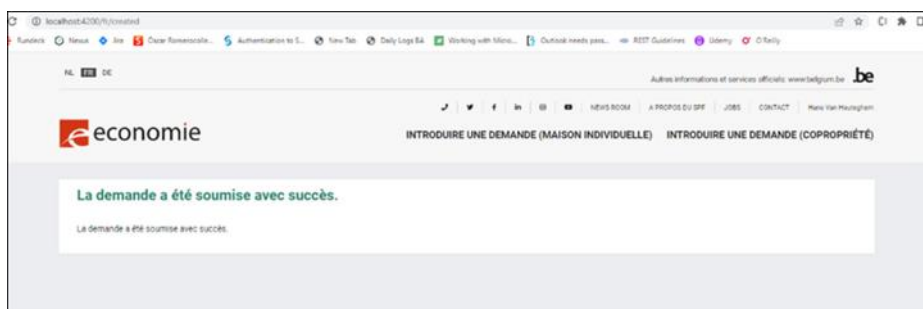 localhost:4200/fr/created
Rundeck Nexus Jira Oscar Romerocolle... Authentication to S... New Tab Daily Logs BA Working with Micro... Outlook needs pass... REST Guidelines Udemy O'Reilly
NL FR DE
Autres informations et services officiels: www.belgium.be .be
NEWS ROOM A PROPOS DU SPF JOBS CONTACT
economie
INTRODUIRE UNE DEMANDE (MAISON INDIVIDUELLE) INTRODUIRE UNE DEMANDE (COPROPRIÉTÉ)
La demande a été soumise avec succès.
La demande a été soumise avec succès.